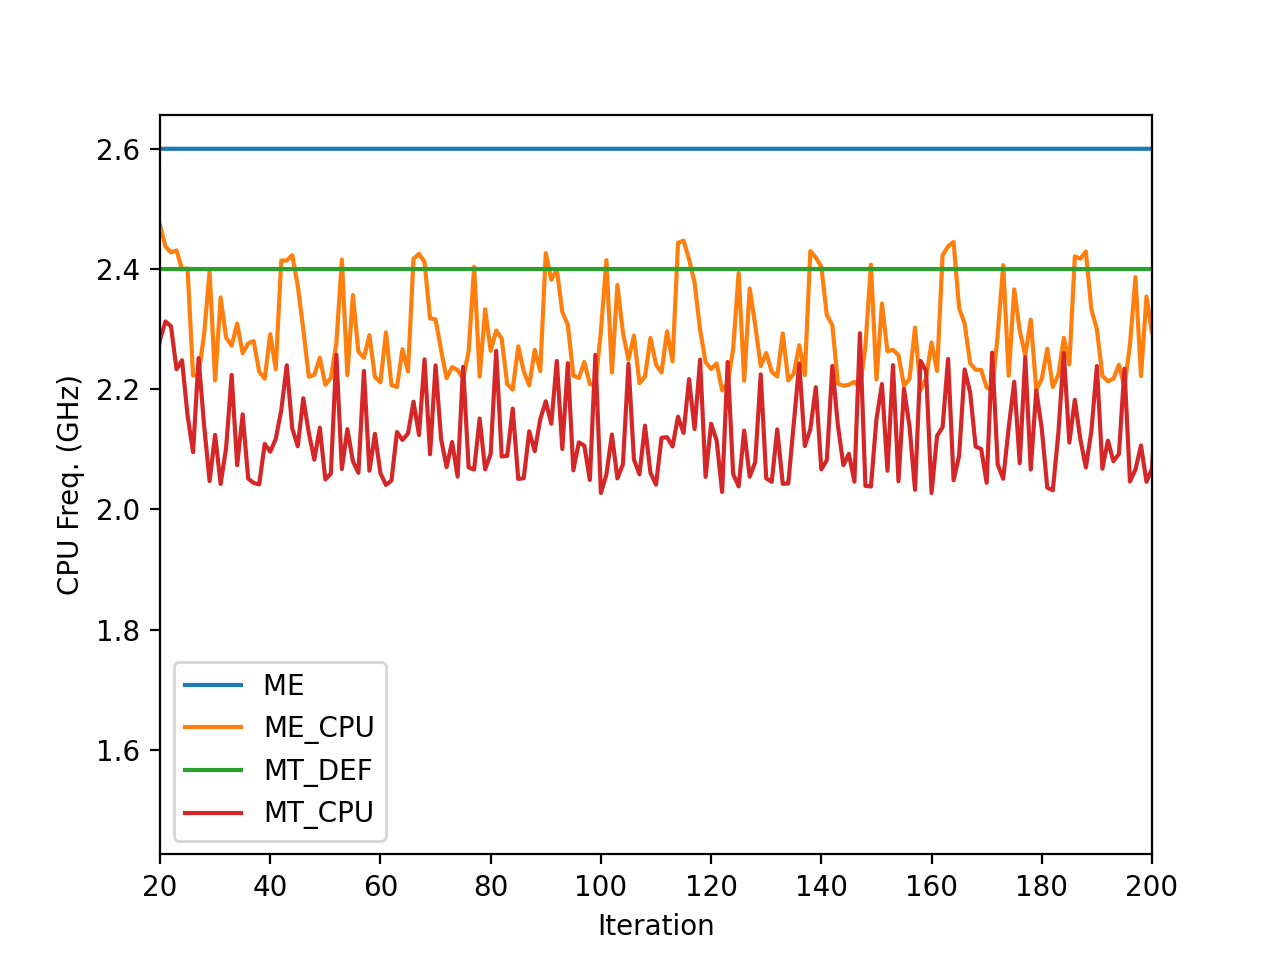 2.6
2.4
2.2
2.0
1.8
1.6
CPU Freq. (GHz)
ME
ME_CPU
MT_DEF
MT_CPU
20 40 60 80 100 120 140 160 180 200
Iteration